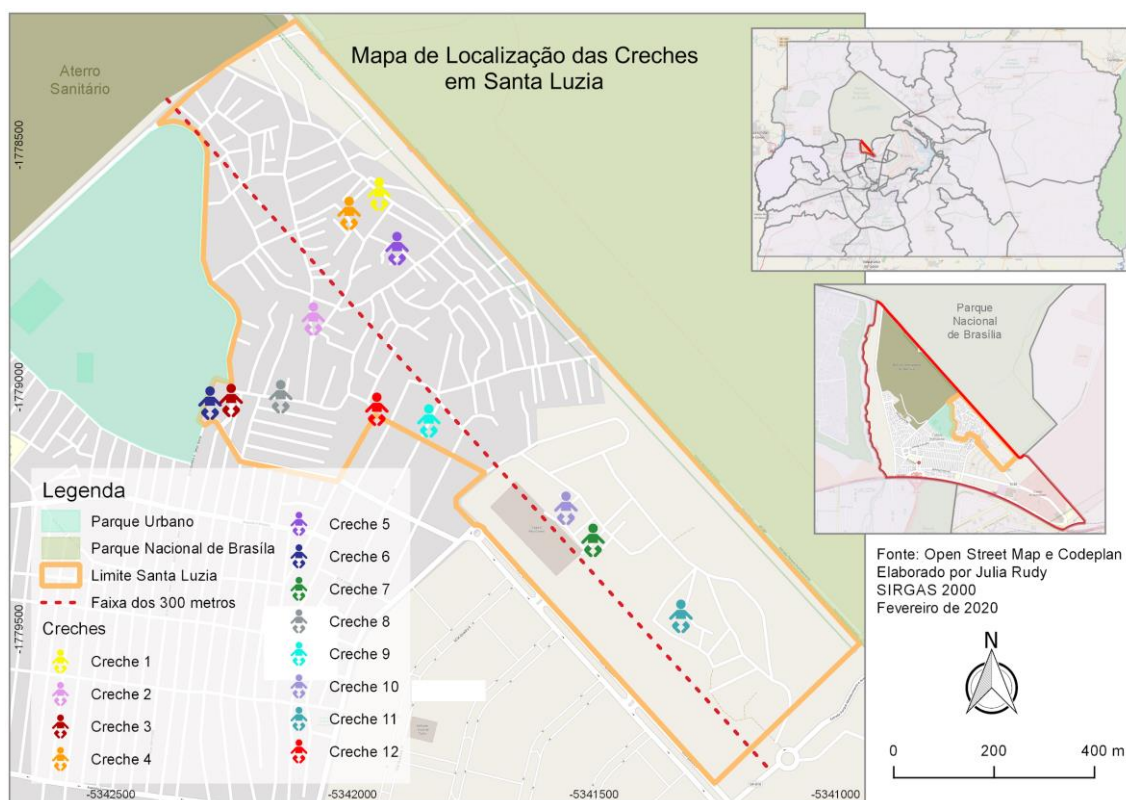 Mapa de Localização das Creches
em Santa Luzia
Aterro
Sanitário
-1778500
-1779000
-1779500
-5342500
-5342000
-5341500
-5341000
Legenda
Parque Urbano
Parque Nacional de Brasíla
Limite Santa Luzia
Faixa dos 300 metros
Creches
Creche 1
Creche 2
Creche 3
Creche 4
Creche 5
Creche 6
Creche 7
Creche 8
Creche 9
Creche 10
Creche 11
Creche 12
Parque
Nacional
de Brasília
Fonte: Open Street Map e Codeplan
Elaborado por Julia Rudy
SIRGAS 2000
Fevereiro de 2020
N
0 200 400 m